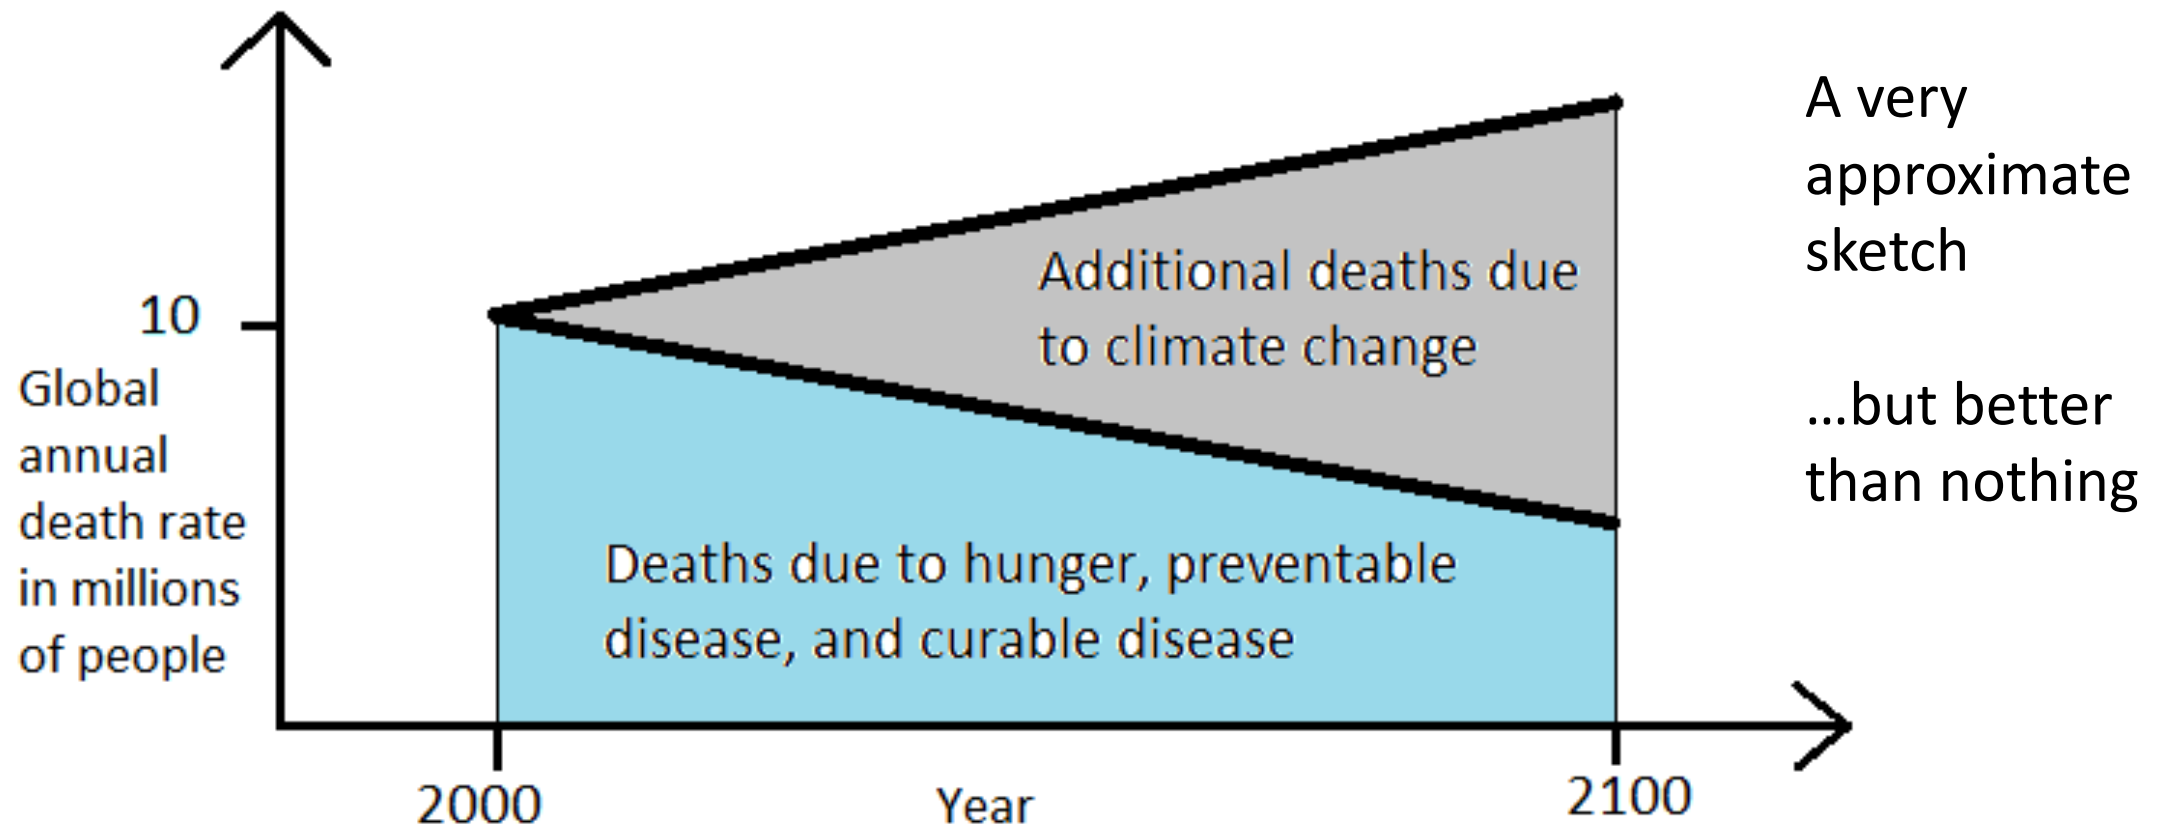 10
Global
annual
death rate
in millions
of people
Additional deaths due
to climate change
Deaths due to hunger, preventable
disease, and curable disease
2000
Year
2100
A very
approximate
sketch
...but better
than nothing